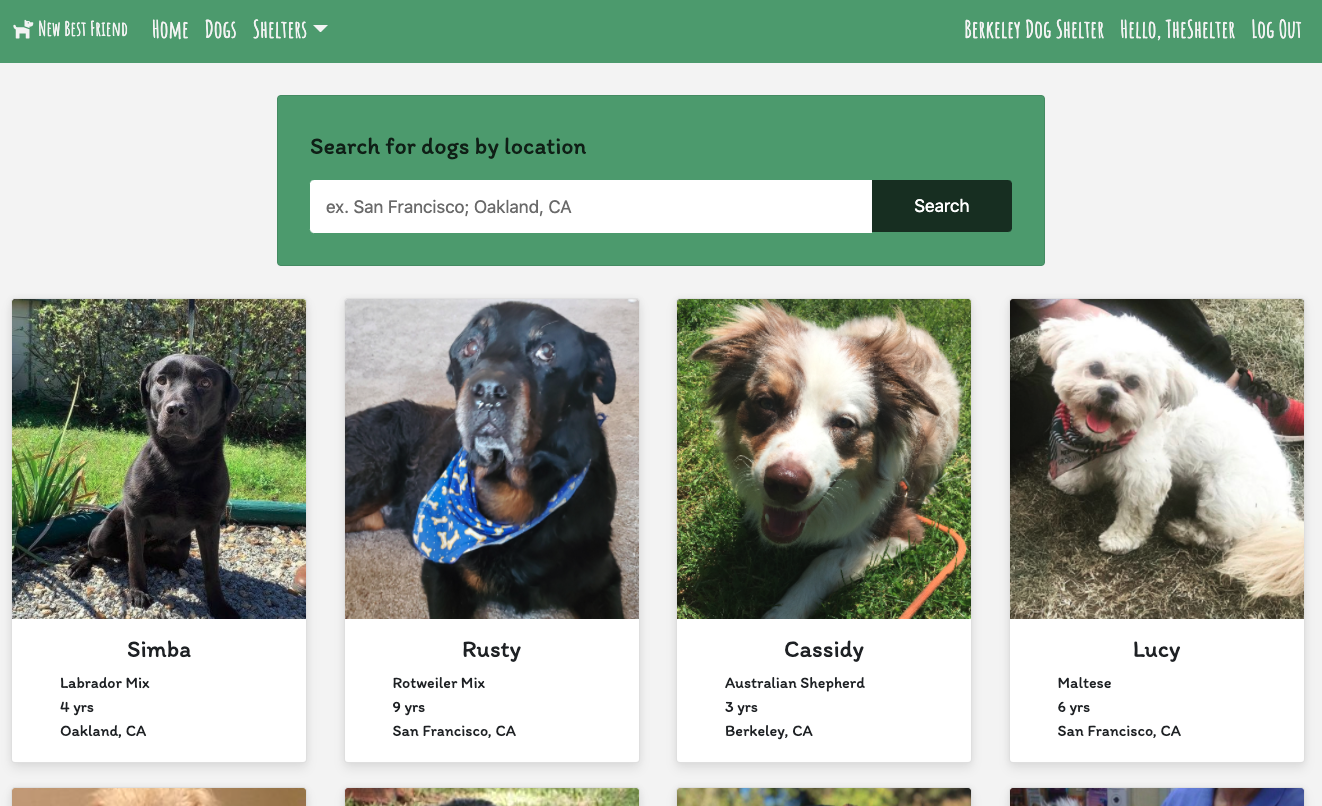 New Best Friend Home Dogs Shelters Berkeley Dog Shelter Hello, TheShelter Log Out
Search for dogs by location
ex. San Francisco; Oakland, CA Search
Simba
Labrador Mix
4 yrs
Oakland, CA
Rusty
Rotweiler Mix
9 yrs
San Francisco, CA
Cassidy
Australian Shepherd
3 yrs
Berkeley, CA
Lucy
Maltese
6 yrs
San Francisco, CA